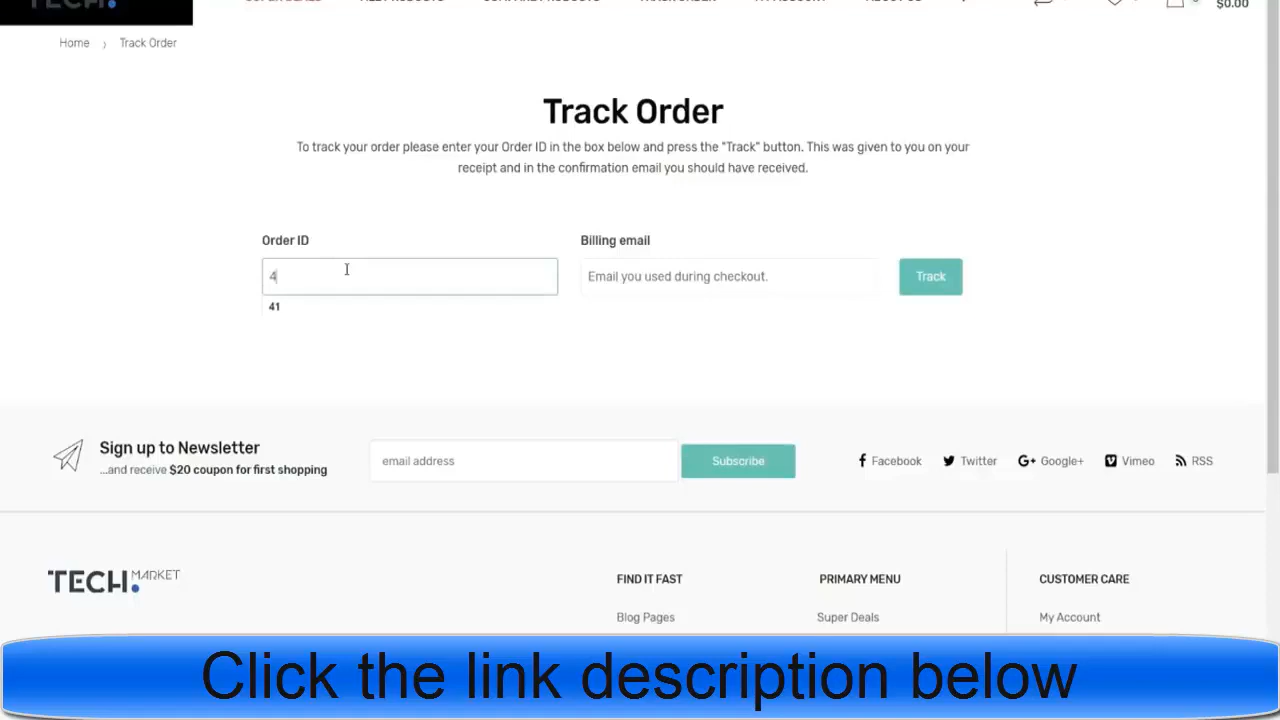 TECH.
$0.00
Home › Track Order
Track Order
To track your order please enter your Order ID in the box below and press the "Track" button. This was given to you on your
receipt and in the confirmation email you should have received.
Order ID
Billing email
4
Email you used during checkout.
Track
41
Sign up to Newsletter
...and receive $20 coupon for first shopping
email address
Subscribe
Facebook
Twitter
G+ Google+
Vimeo
RSS
TECH. MARKET
FIND IT FAST
PRIMARY MENU
CUSTOMER CARE
Blog Pages
Super Deals
My Account
Click the link description below